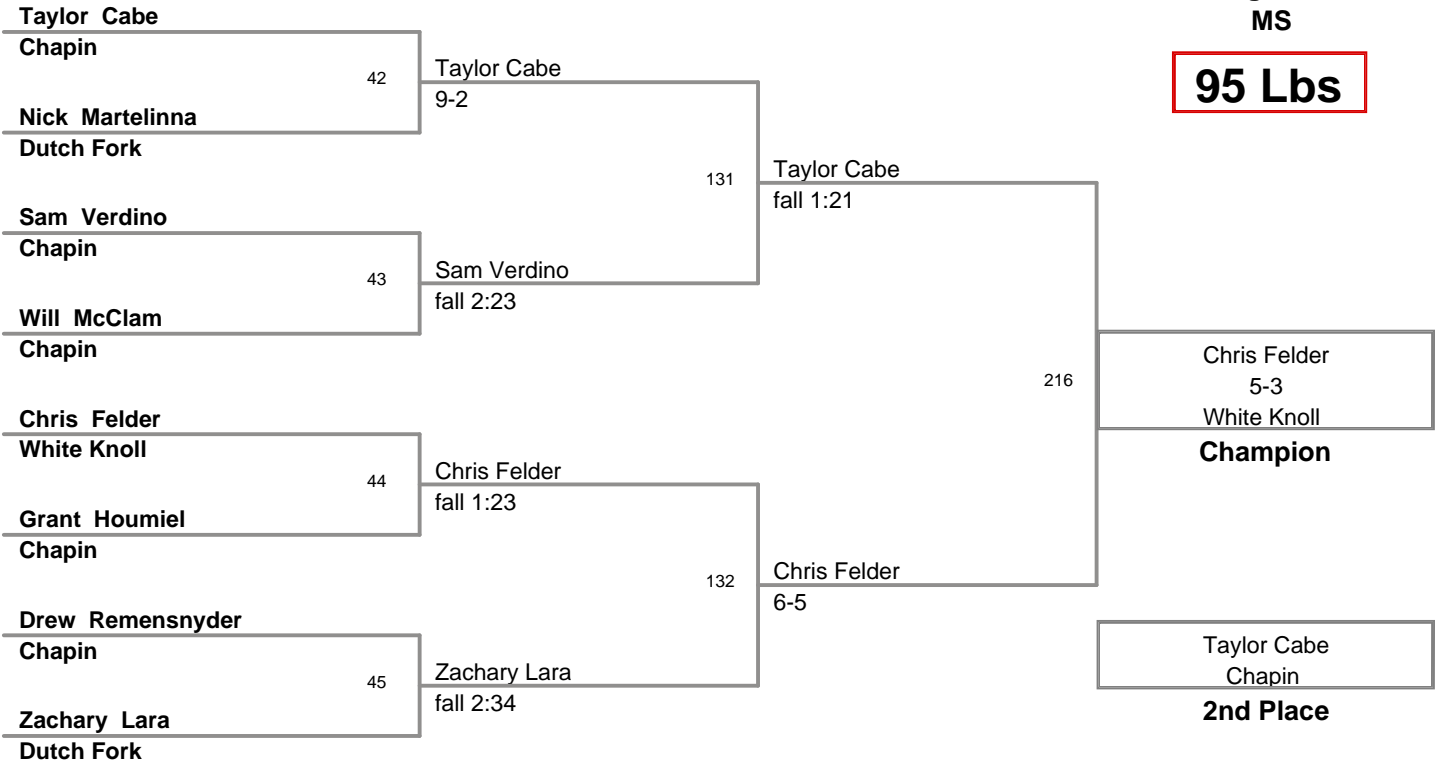 MS
95 Lbs
Taylor Cabe
Chapin
42
Nick Martelinna
Dutch Fork
Taylor Cabe
9-2
Sam Verdino
Chapin
43
Will McClam
Chapin
Sam Verdino
fall 2:23
131
Taylor Cabe
fall 1:21
Chris Felder
White Knoll
44
Grant Houmiel
Chapin
Chris Felder
fall 1:23
Drew Remensnyder
Chapin
45
Zachary Lara
Dutch Fork
Zachary Lara
fall 2:34
132
Chris Felder
6-5
216
Chris Felder
5-3
White Knoll
Champion
Taylor Cabe
Chapin
2nd Place